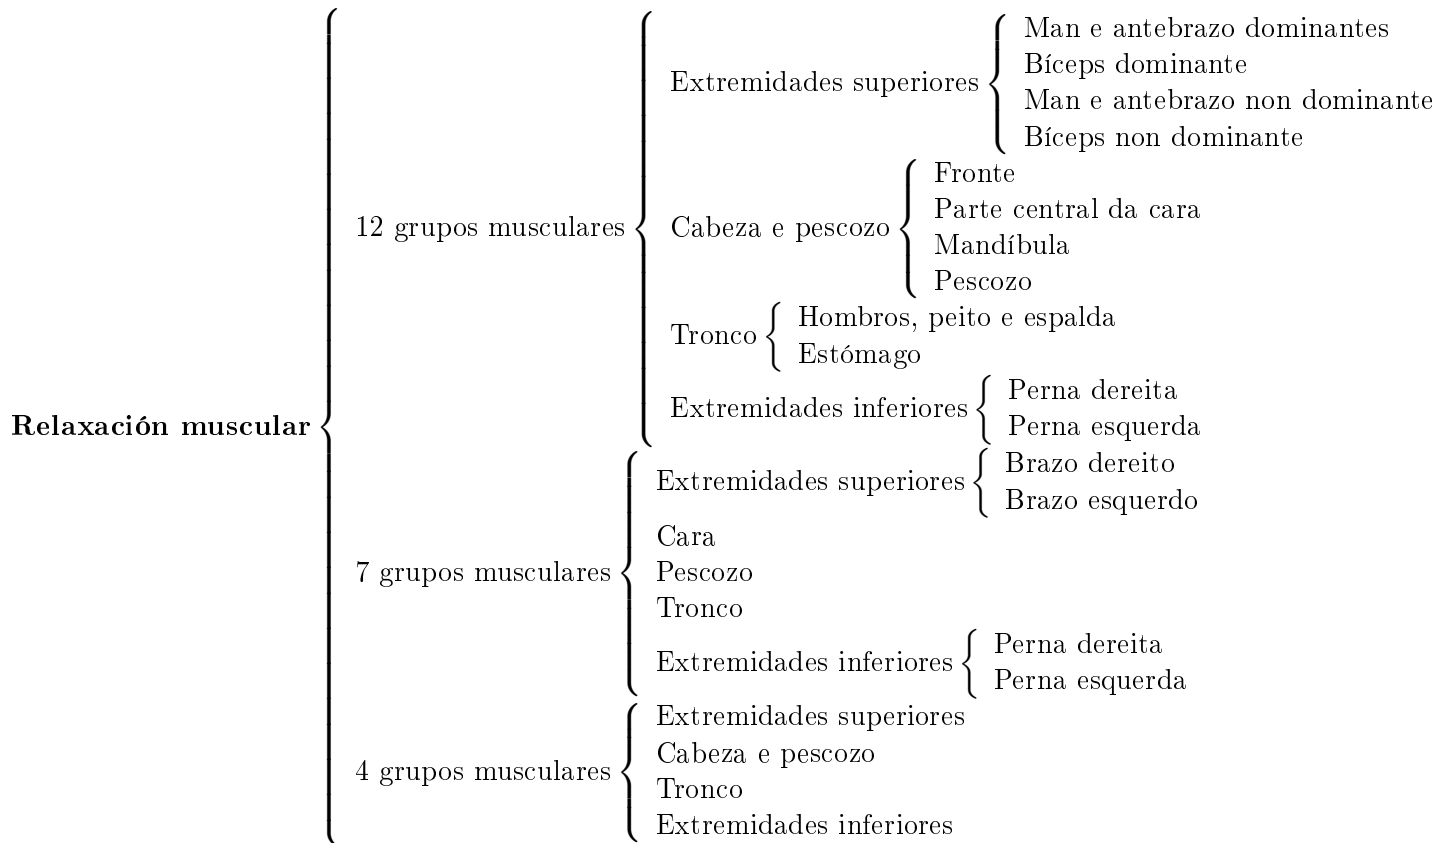 Relaxación muscular
12 grupos musculares
Extremidades superiores
Man e antebrazo dominantes
Bíceps dominante
Man e antebrazo non dominante
Bíceps non dominante
Cabeza e pescozo
Fronte
Parte central da cara
Mandíbula
Pescozo
Tronco
Hombros, peito e espalda
Estómago
Extremidades inferiores
Perna dereita
Perna esquerda
7 grupos musculares
Extremidades superiores
Brazo dereito
Brazo esquerdo
Cara
Pescozo
Tronco
Extremidades inferiores
Perna dereita
Perna esquerda
4 grupos musculares
Extremidades superiores
Cabeza e pescozo
Tronco
Extremidades inferiores